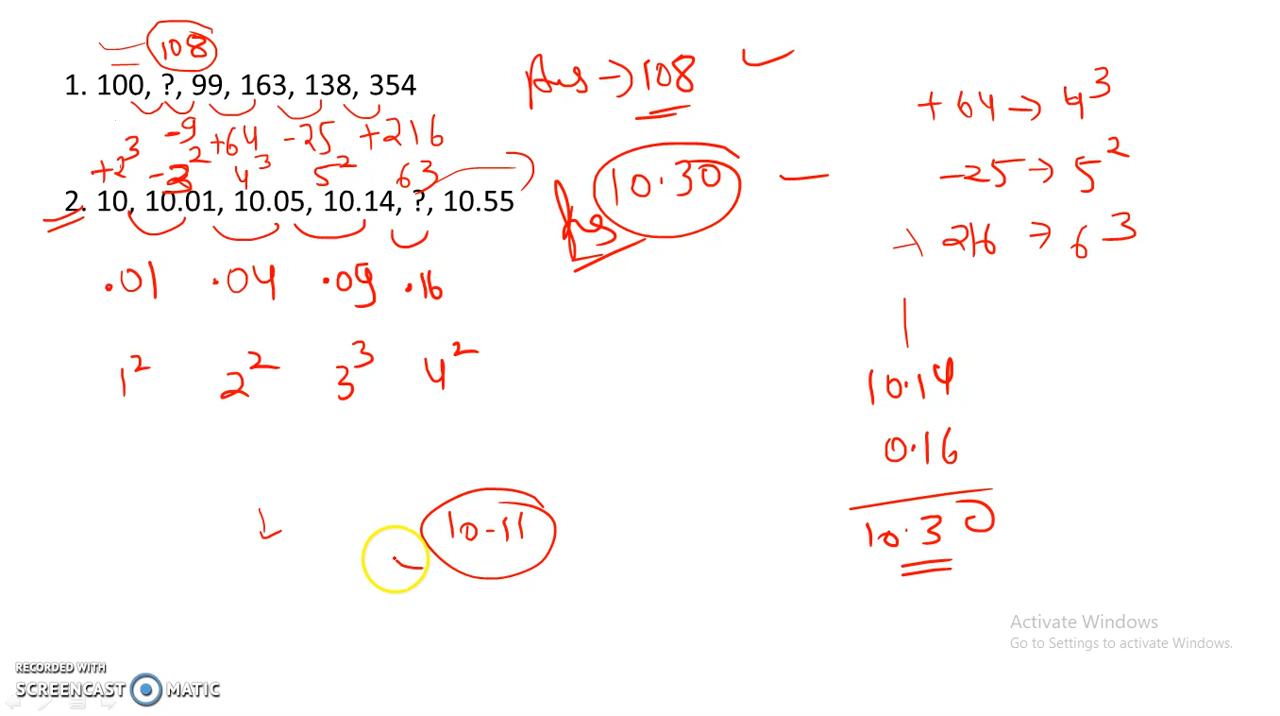 108
1. 100, ?, 99, 163, 138, 354
Ans → 108
+2³ -9 +64 -25 +216
-3² 4³ 5² 63
+64 → 4³
-25 → 5²
→ 216 → 6³
2. 10, 10.01, 10.05, 10.14, ?, 10.55
Ans 10.30
.01 .04 .09 .16
1² 2² 3³ 4²
10.14
0.16
10.30
10-11
Activate Windows
Go to Settings to activate Windows.
RECORDED WITH
SCREENCAST MATIC